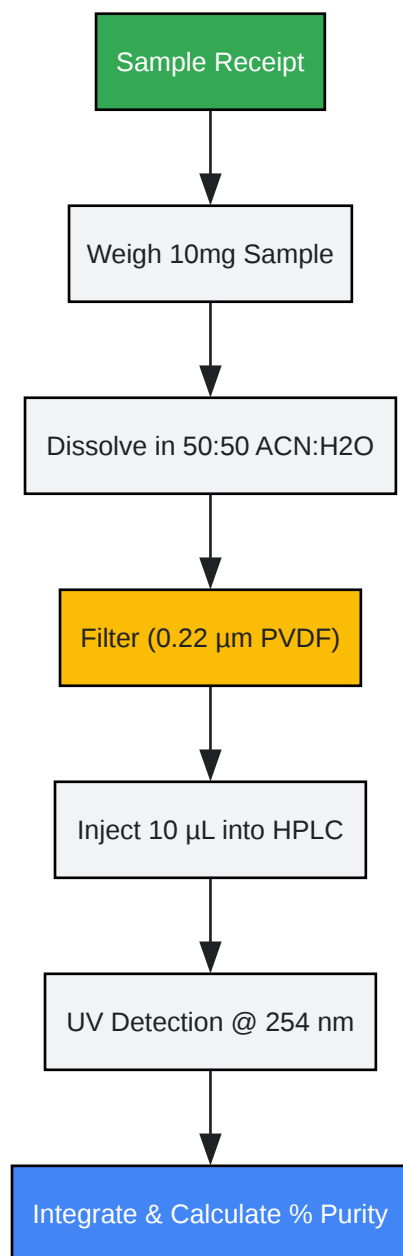 Sample Receipt
Weigh 10mg Sample
Dissolve in 50:50 ACN:H2O
Filter (0.22 µm PVDF)
Inject 10 µL into HPLC
UV Detection @ 254 nm
Integrate & Calculate % Purity